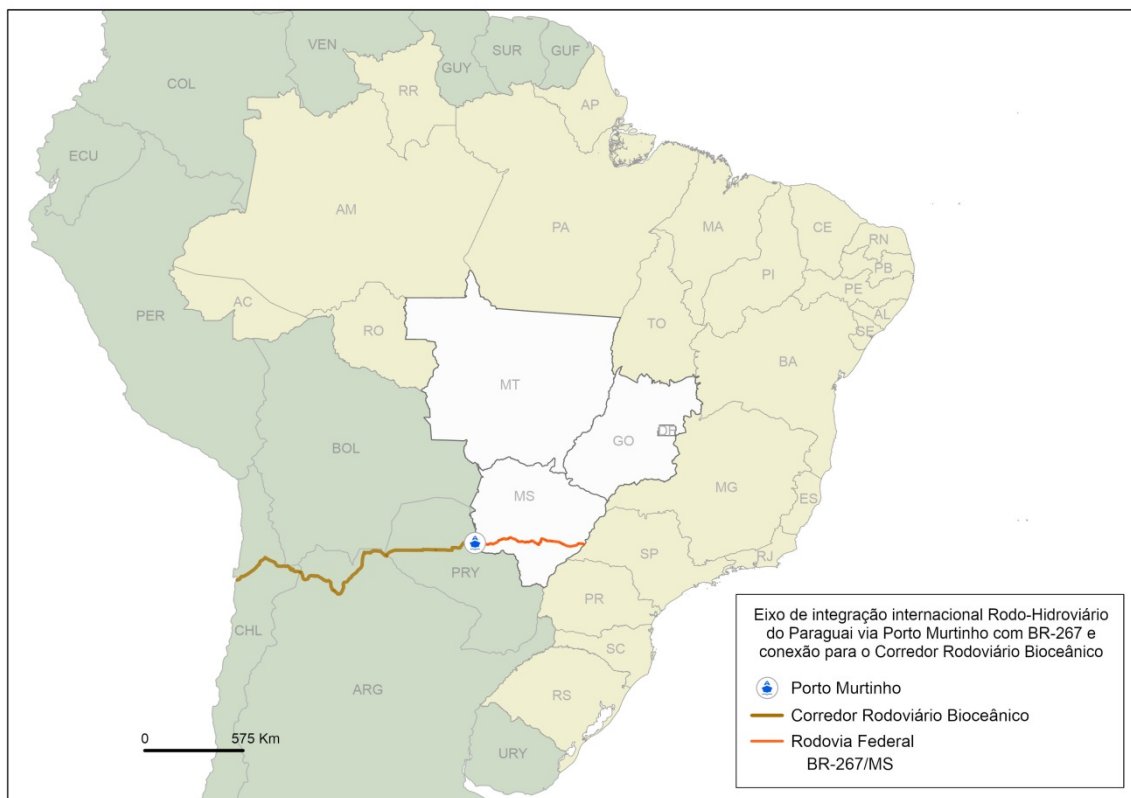 VEN
SUR
GUF
GUY
COL
RR
AP
ECU
AM
PA
MA
CE
RN
PB
PI
PE
AC
AL
PER
RO
TO
SE
BA
MT
GO
DF
BOL
MS
MG
ES
SP
RJ
PRY
PR
CHL
SC
ARG
RS
URY
0 575 Km
Eixo de integração internacional Rodo-Hidroviário
do Paraguai via Porto Murtinho com BR-267 e
conexão para o Corredor Rodoviário Bioceânico
Porto Murtinho
Corredor Rodoviário Bioceânico
Rodovia Federal
BR-267/MS